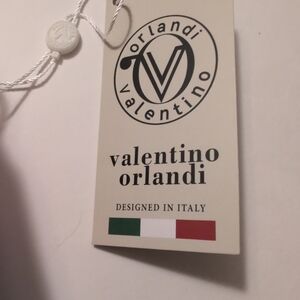 orlandi
V
valentino
valentino
orlandi
DESIGNED IN ITALY